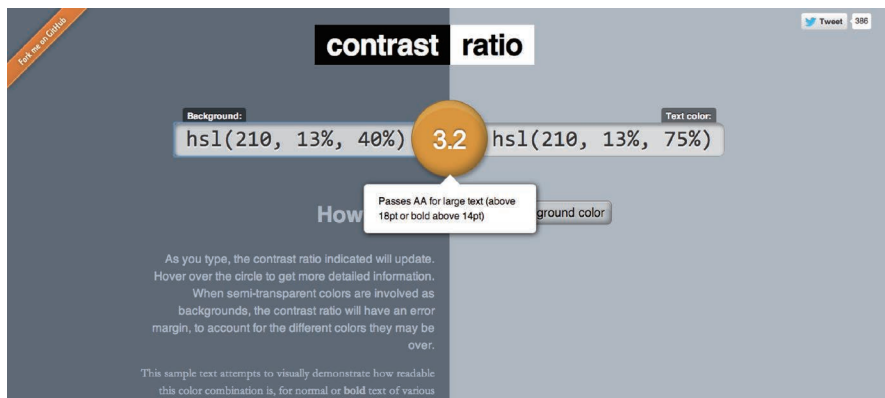 Fork me on GitHub
Tweet 386
contrast ratio
Background:
Text color:
hsl(210, 13%, 40%) 3.2 hsl(210, 13%, 75%)
Passes AA for large text (above
18pt or bold above 14pt)
How
ground color
As you type, the contrast ratio indicated will update.
Hover over the circle to get more detailed information.
When semi-transparent colors are involved as
backgrounds, the contrast ratio will have an error
margin, to account for the different colors they may be
over.
This sample text attempts to visually demonstrate how readable
this color combination is, for normal or bold text of various